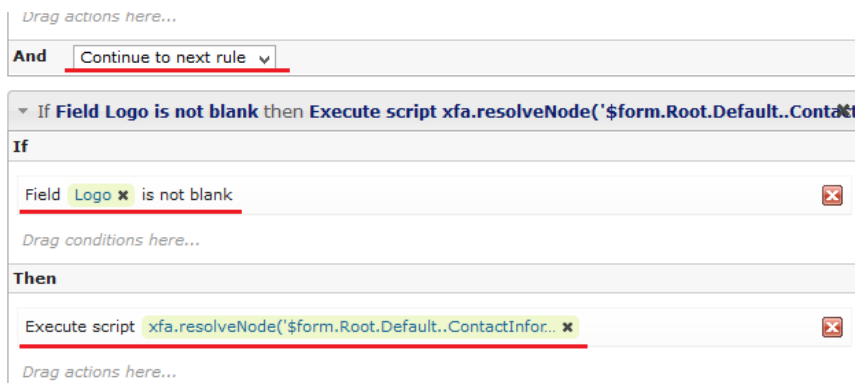 Drag actions here...
And Continue to next rule
If Field Logo is not blank then Execute script xfa.resolveNode('$form.Root.Default..Contact
If
Field Logo ✖ is not blank
Drag conditions here...
Then
Execute script xfa.resolveNode('$form.Root.Default..ContactInfor... ✖
Drag actions here...